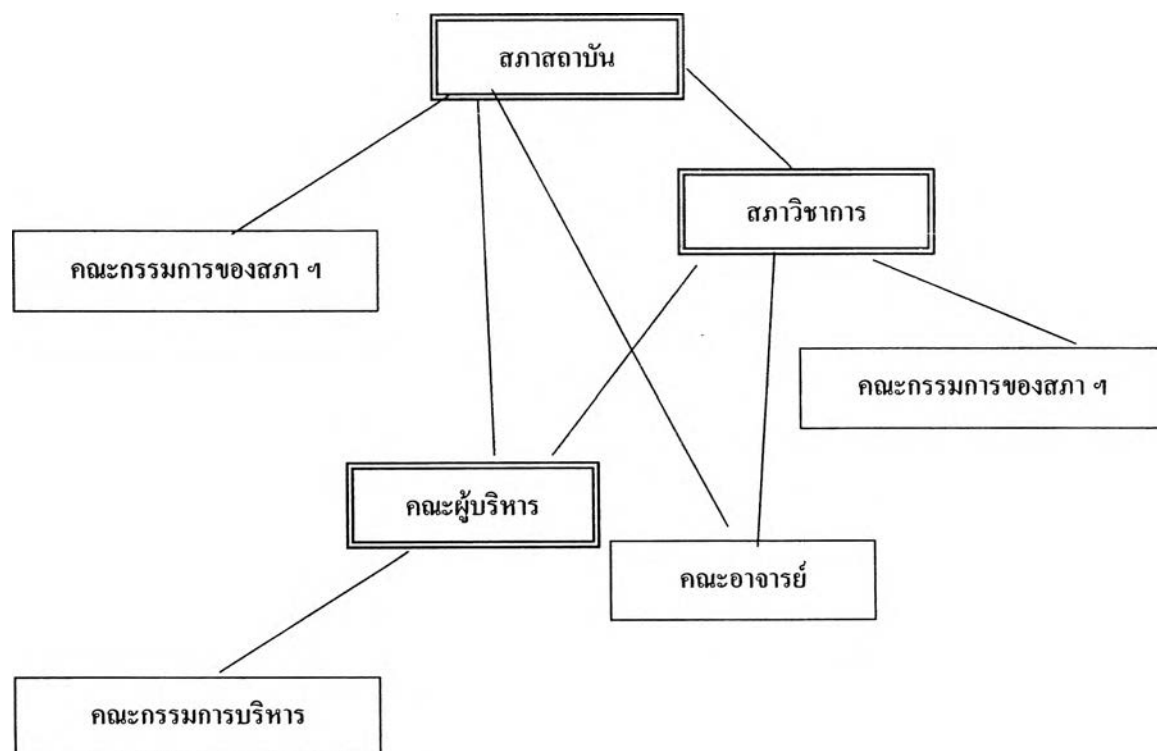 สภาสถาบัน
สภาวิชาการ
คณะกรรมการของสภา ฯ
คณะกรรมการของสภา ฯ
คณะผู้บริหาร
คณะอาจารย์
คณะกรรมการบริหาร